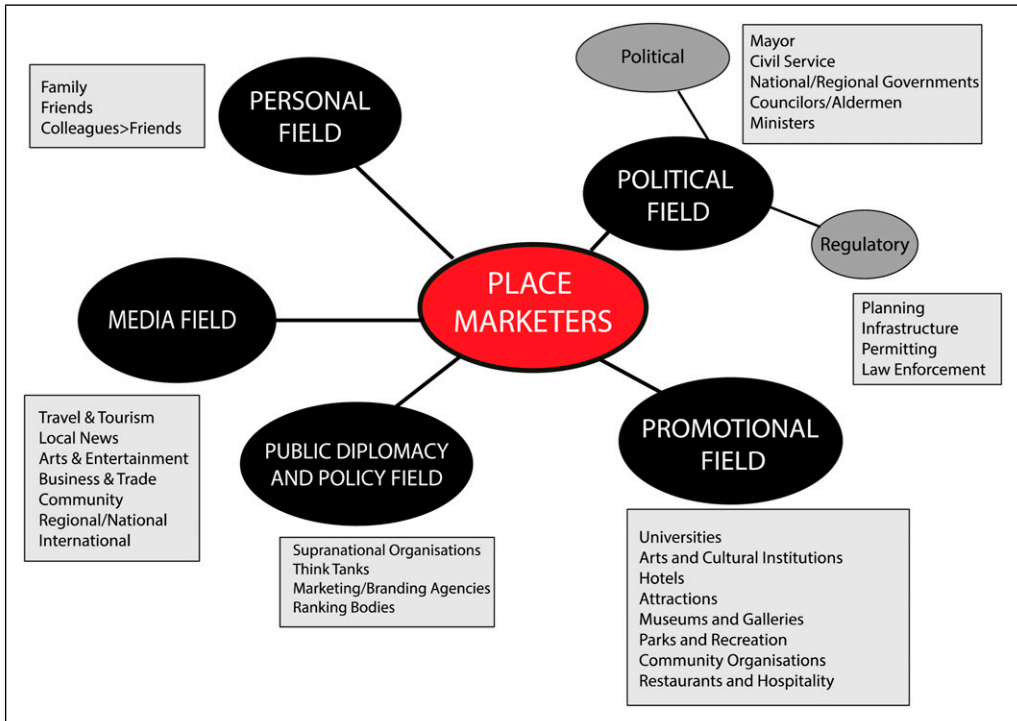 Family
Friends
Colleagues>Friends
PERSONAL
FIELD
Political
Mayor
Civil Service
National/Regional Governments
Councilors/Aldermen
Ministers
POLITICAL
FIELD
Regulatory
Planning
Infrastructure
Permitting
Law Enforcement
PLACE
MARKETERS
MEDIA FIELD
Travel & Tourism
Local News
Arts & Entertainment
Business & Trade
Community
Regional/National
International
PUBLIC DIPLOMACY
AND POLICY FIELD
Supranational Organisations
Think Tanks
Marketing/Branding Agencies
Ranking Bodies
PROMOTIONAL
FIELD
Universities
Arts and Cultural Institutions
Hotels
Attractions
Museums and Galleries
Parks and Recreation
Community Organisations
Restaurants and Hospitality